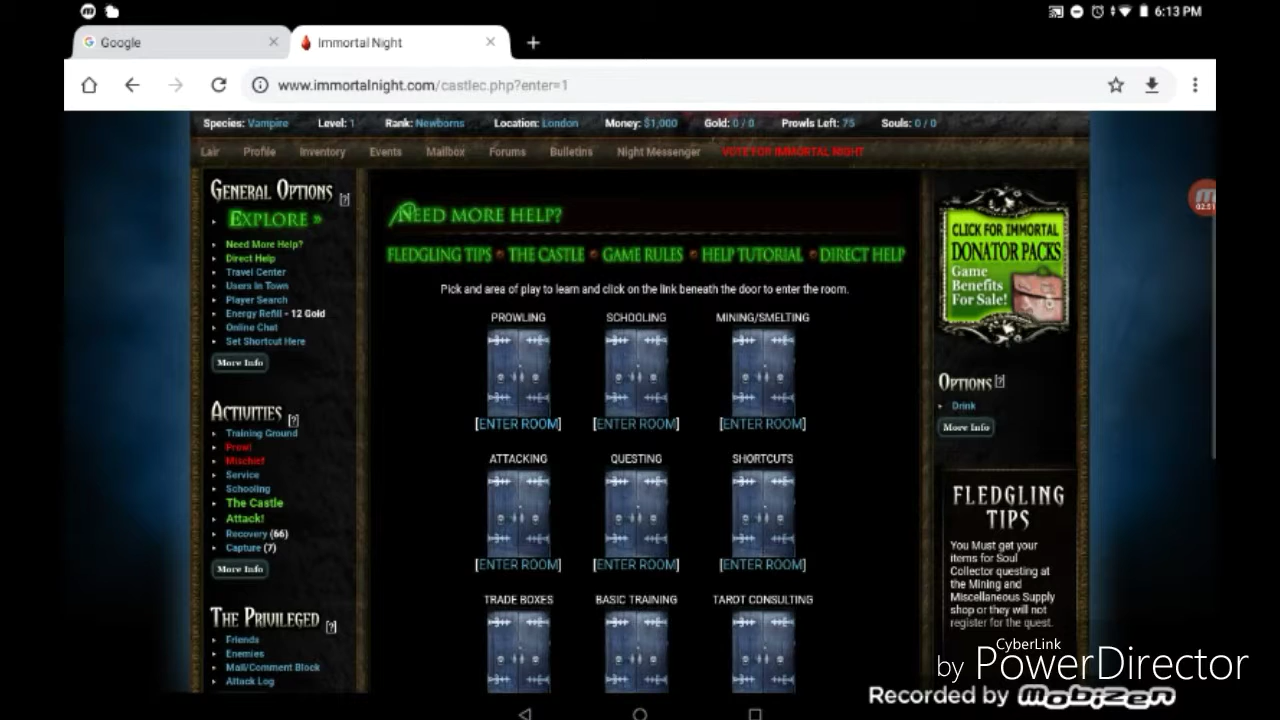 6:13 PM
Google
Immortal Night
www.immortalnight.com/castlec.php?enter=1
Species: Vampire Level: 1 Rank: Newborns Location: London Money: $1,000 Gold: 0 / 0 Prowls Left: 75 Souls: 0 / 0
Lair Profile Inventory Events Mailbox Forums Bulletins Night Messenger VOTE FOR IMMORTAL NIGHT
GENERAL OPTIONS [?]
EXPLORE »
Need More Help?
Direct Help
Travel Center
Users In Town
Player Search
Energy Refill - 12 Gold
Online Chat
Set Shortcut Here
More Info
ACTIVITIES [?]
Training Ground
Prowl
Mischief
Service
Schooling
The Castle
Attack!
Recovery (66)
Capture (7)
More Info
THE PRIVILEGED [?]
Friends
Enemies
Mail/Comment Block
Attack Log
NEED MORE HELP?
FLEDGLING TIPS • THE CASTLE • GAME RULES • HELP TUTORIAL • DIRECT HELP
Pick and area of play to learn and click on the link beneath the door to enter the room.
PROWLING SCHOOLING MINING/SMELTING
[ENTER ROOM] [ENTER ROOM] [ENTER ROOM]
ATTACKING QUESTING SHORTCUTS
[ENTER ROOM] [ENTER ROOM] [ENTER ROOM]
TRADE BOXES BASIC TRAINING TAROT CONSULTING
CLICK FOR IMMORTAL
DONATOR PACKS
Game
Benefits
For Sale!
OPTIONS [?]
Drink
More Info
FLEDGLING
TIPS
You Must get your
items for Soul
Collector questing at
the Mining and
Miscellaneous Supply
shop or they will not
register for the quest.
CyberLink
by PowerDirector
Recorded by mobizen